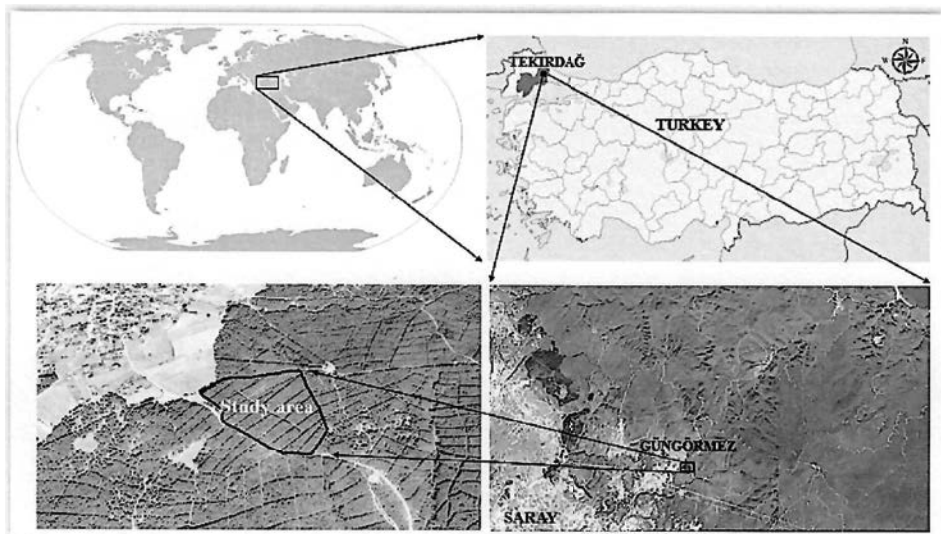 N
W
E
S
TEKIRDAĞ
TURKEY
Study area
GÜNGÖRMEZ
SARAY